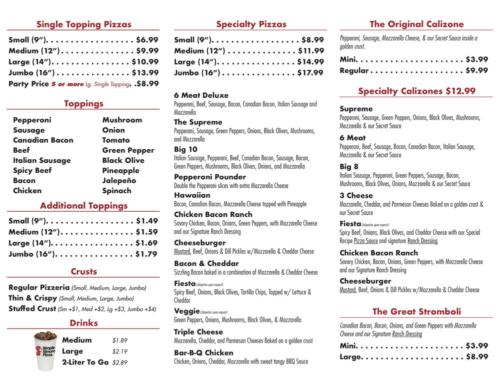 Single Topping Pizzas
Small (9"). . . . . . . . . . . . . . . . . $6.99
Medium (12"). . . . . . . . . . . . . . $9.99
Large (14"). . . . . . . . . . . . . . . $10.99
Jumbo (16") . . . . . . . . . . . . . . $13.99
Party Price 5 or more Lg. Single Topping. .$8.99
Toppings
Pepperoni
Sausage
Canadian Bacon
Beef
Italian Sausage
Spicy Beef
Bacon
Chicken
Mushroom
Onion
Tomato
Green Pepper
Black Olive
Pineapple
Jalepeño
Spinach
Additional Toppings
Small (9"). . . . . . . . . . . . . . . . . $1.49
Medium (12"). . . . . . . . . . . . . . $1.59
Large (14"). . . . . . . . . . . . . . . . $1.69
Jumbo (16"). . . . . . . . . . . . . . . $1.79
Crusts
Regular Pizzeria (Small, Medium, Large, Jumbo)
Thin & Crispy (Small, Medium, Large, Jumbo)
Stuffed Crust (Sm +$1, Med +$2, Lg +$3, Jumbo +$4)
Drinks
Medium $1.89
Large $2.19
2-Liter To Go $2.89
Specialty Pizzas
Small (9"). . . . . . . . . . . . . . . . . $8.99
Medium (12") . . . . . . . . . . . . . $11.99
Large (14"). . . . . . . . . . . . . . . $14.99
Jumbo (16") . . . . . . . . . . . . . . $17.99
6 Meat Deluxe
Pepperoni, Beef, Sausage, Bacon, Canadian Bacon, Italian Sausage and
Mozzarella
The Supreme
Pepperoni, Sausage, Green Peppers, Onions, Black Olives, Mushrooms,
and Mozzarella
Big 10
Italian Sausage, Pepperoni, Beef, Canadian Bacon, Sausage, Bacon,
Green Peppers, Mushrooms, Black Olives, Onions, and Mozzarella
Pepperoni Pounder
Double the Pepperoni slices with extra Mozzarella Cheese
Hawaiian
Bacon, Canadian Bacon, Mozzarella Cheese topped with Pineapple
Chicken Bacon Ranch
Savory Chicken, Bacon, Onions, Green Peppers, with Mozzarella Cheese
and our Signature Ranch Dressing
Cheeseburger
Mustard, Beef, Onions & Dill Pickles w/Mozzarella & Cheddar Cheese
Bacon & Cheddar
Sizzling Bacon baked in a combination of Mozzarella & Cheddar Cheese
Fiesta
Spicy Beef, Onions, Black Olives, Tortilla Chips, Topped w/ Lettuce &
Cheddar
Veggie
Green Peppers, Onions, Mushrooms, Black Olives, & Mozzarella
Triple Cheese
Mozzarella, Cheddar, and Parmesan Cheeses Baked on a golden crust
Bar-B-Q Chicken
Chicken, Onions, Cheddar, Mozzarella with sweet tangy BBQ Sauce
The Original Calizone
Pepperoni, Sausage, Mozzarella Cheese, & our Secret Sauce inside a
golden crust.
Mini. . . . . . . . . . . . . . . . . . . . . $3.99
Regular . . . . . . . . . . . . . . . . . . $9.99
Specialty Calizones $12.99
Supreme
Pepperoni, Sausage, Green Peppers, Onions, Black Olives, Mushrooms,
Mozzarella & our Secret Sauce
6 Meat
Pepperoni, Beef, Sausage, Bacon, Canadian Bacon, Italian Sausage,
Mozzarella & our Secret Sauce
Big 8
Italian Sausage, Pepperoni, Green Peppers, Sausage, Bacon,
Mushrooms, Black Olives, Onions, Mozzarella & our Secret Sauce
3 Cheese
Mozzarella, Cheddar, and Parmesan Cheeses Baked on a golden crust &
our Secret Sauce
Fiesta
Spicy Beef, Onions, Black Olives, and Cheddar Cheese with our Special
Recipe Pizza Sauce and signature Ranch Dressing
Chicken Bacon Ranch
Savory Chicken, Bacon, Onions, Green Peppers, with Mozzarella Cheese
and our Signature Ranch Dressing
Cheeseburger
Mustard, Beef, Onions & Dill Pickles w/Mozzarella & Cheddar Cheese
The Great Stromboli
Canadian Bacon, Bacon, Onions, and Green Peppers with Mozzarella
Cheese and our Signature Ranch Dressing
Mini. . . . . . . . . . . . . . . . . . . . . $3.99
Large. . . . . . . . . . . . . . . . . . . . $8.99